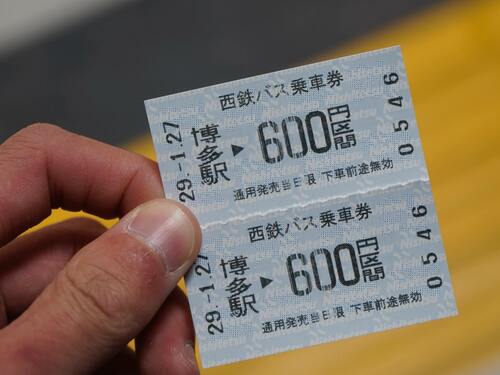 西鉄バス乗車券
29.-1.27
博多駅 ▶ 600円区間
0546
通用発売当日限 下車前途無効
西鉄バス乗車券
29.-1.27
博多駅 ▶ 600円区間
0546
通用発売当日限 下車前途無効